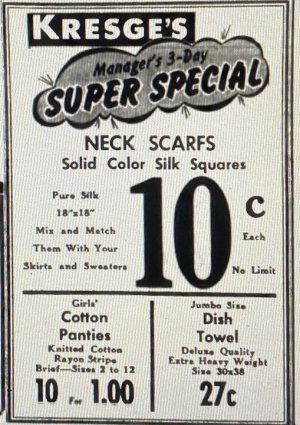 KRESGE'S
Manager's 3-Day
SUPER SPECIAL
NECK SCARFS
Solid Color Silk Squares
Pure Silk
18"x18"
Mix and Match
Them With Your
Skirts and Sweaters
10c
Each
No Limit
Girls'
Cotton
Panties
Knitted Cotton
Rayon Stripe
Brief—Sizes 2 to 12
10 For 1.00
Jumbo Size
Dish
Towel
Deluxe Quality
Extra Heavy Weight
Size 30x38
27c